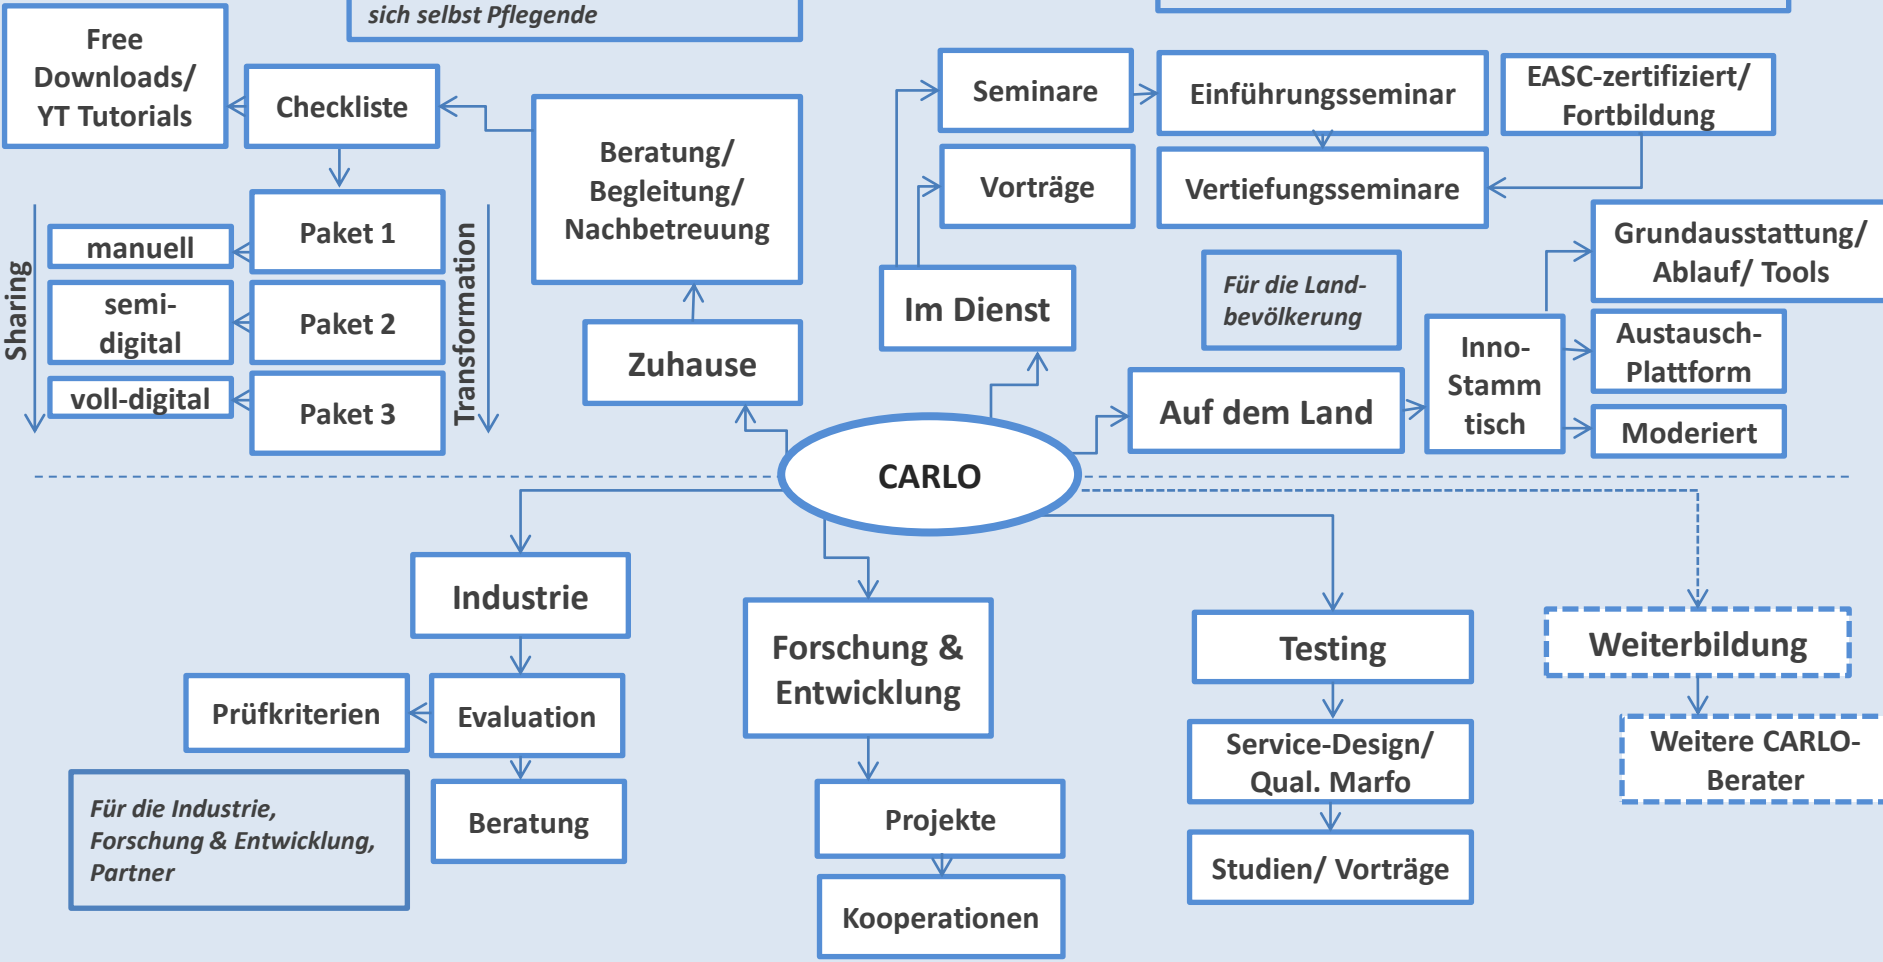 sich selbst Pflegende
Free
Downloads/
YT Tutorials
Checkliste
Beratung/
Begleitung/
Nachbetreuung
Seminare
Einführungsseminar
EASC-zertifiziert/
Fortbildung
Vorträge
Vertiefungsseminare
Sharing
manuell
semi-
digital
voll-digital
Paket 1
Paket 2
Paket 3
Transformation
Zuhause
Im Dienst
Für die Land-
bevölkerung
Auf dem Land
Inno-
Stamm
tisch
Grundausstattung/
Ablauf/ Tools
Austausch-
Plattform
Moderiert
CARLO
Industrie
Prüfkriterien
Evaluation
Beratung
Für die Industrie,
Forschung & Entwicklung,
Partner
Forschung &
Entwicklung
Projekte
Kooperationen
Testing
Service-Design/
Qual. Marfo
Studien/ Vorträge
Weiterbildung
Weitere CARLO-
Berater